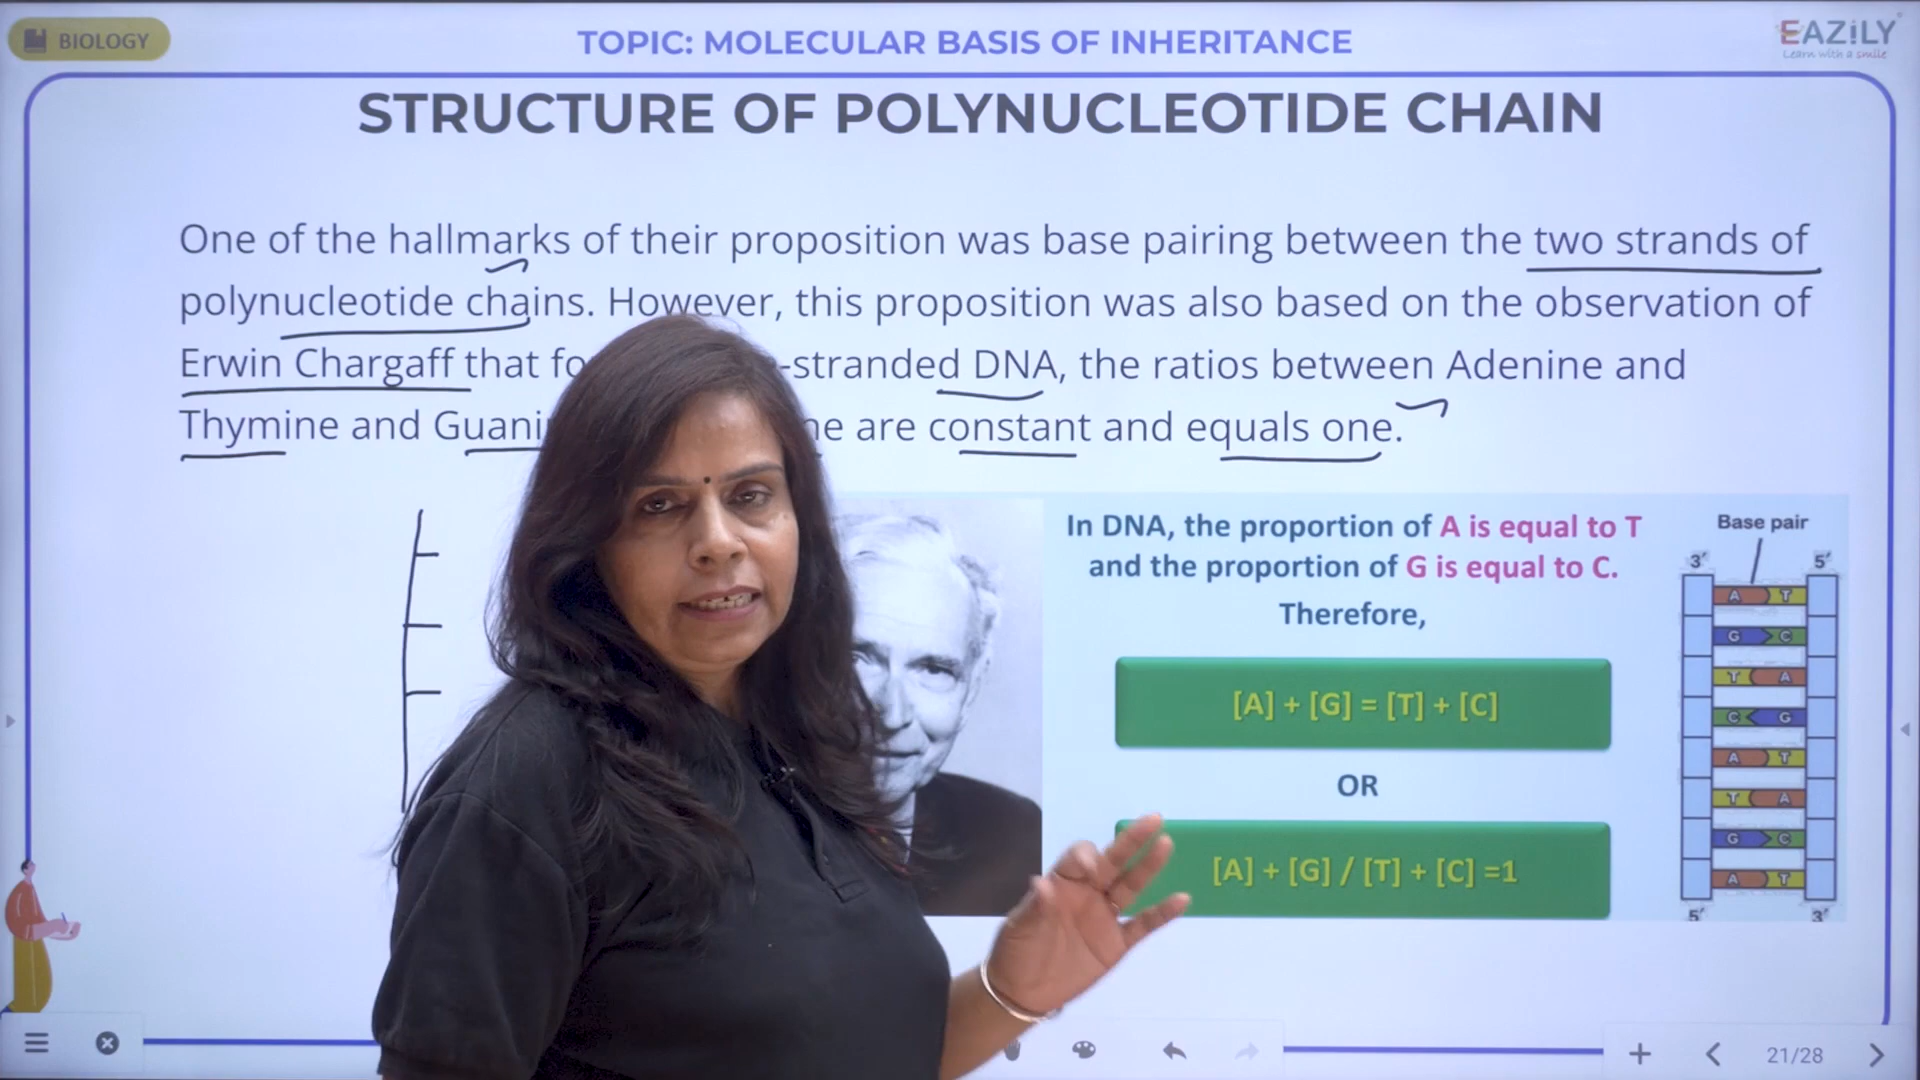 BIOLOGY
TOPIC: MOLECULAR BASIS OF INHERITANCE
EAZiLY
Learn with a smile
STRUCTURE OF POLYNUCLEOTIDE CHAIN
One of the hallmarks of their proposition was base pairing between the two strands of
polynucleotide chains. However, this proposition was also based on the observation of
Erwin Chargaff that -stranded DNA, the ratios between Adenine and
Thymine and are constant and equals one.
In DNA, the proportion of A is equal to T
and the proportion of G is equal to C.
Therefore,
[A] + [G] = [T] + [C]
OR
[A] + [G] / [T] + [C] =1
Base pair
3' 5'
A T
G C
T A
C G
A T
T A
G C
A T
5' 3'
21/28